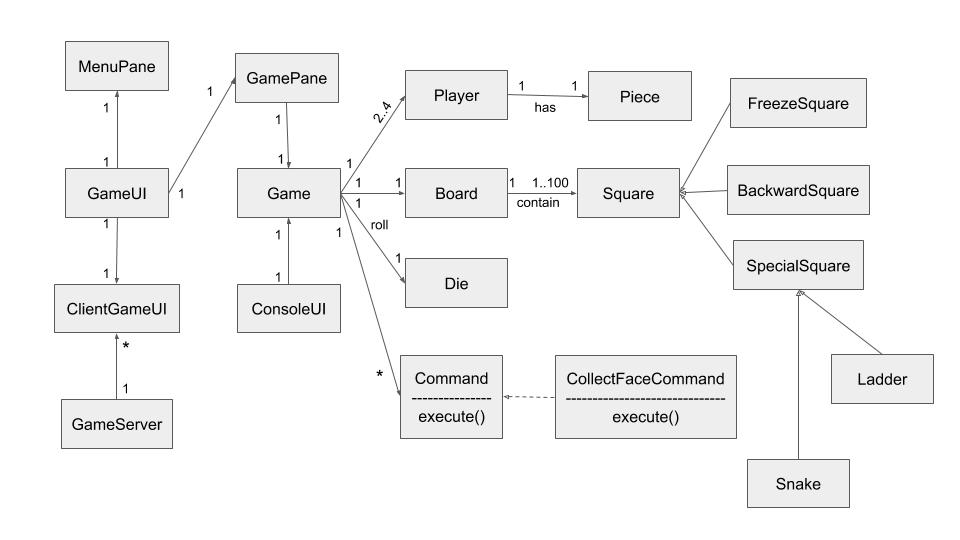 MenuPane
1
1
GameUI
1
1
1
1
ClientGameUI
*
1
GameServer
GamePane
1
1
Game
1
1
ConsoleUI
2..4
1
Player
1
1
has
Piece
1
1
Board
1
1..100
contain
Square
1
roll
1
Die
1
*
Command
---------------
execute()
CollectFaceCommand
------------------------------
execute()
FreezeSquare
BackwardSquare
SpecialSquare
Ladder
Snake